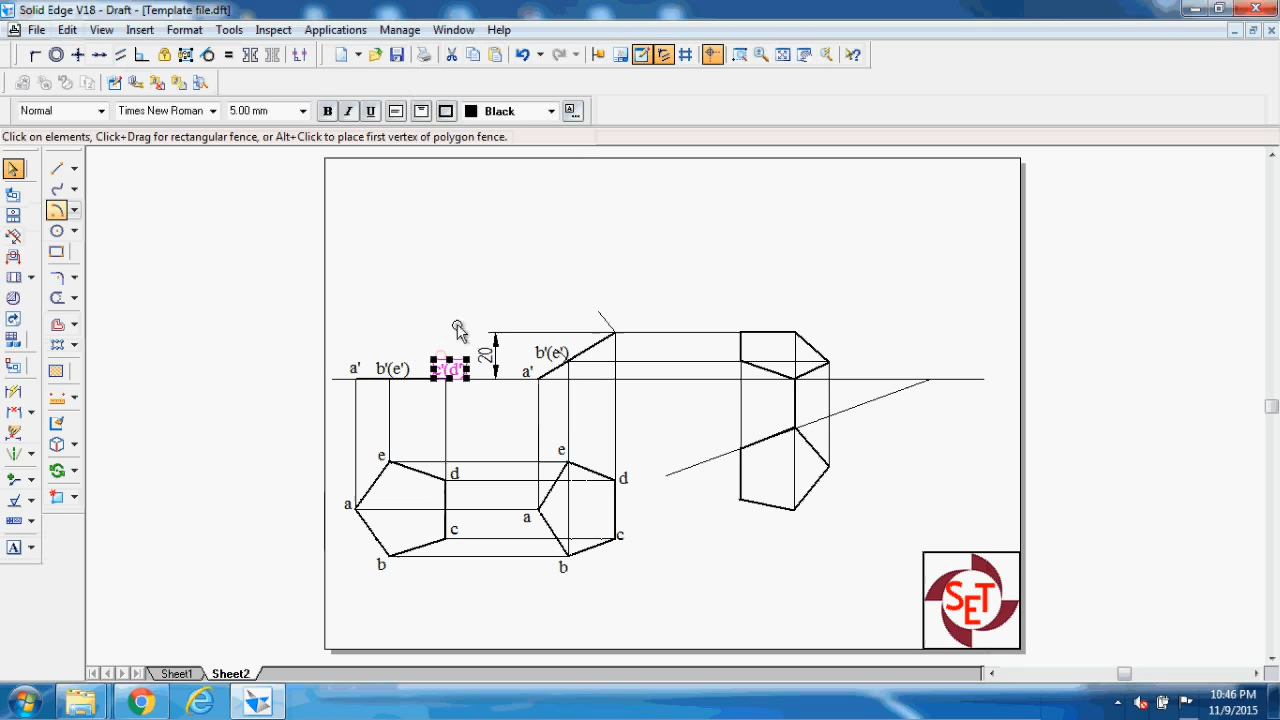 Solid Edge V18 - Draft - [Template file.dft]
File Edit View Insert Format Tools Inspect Applications Manage Window Help
Normal Times New Roman 5.00 mm B I U Black
Click on elements, Click+Drag for rectangular fence, or Alt+Click to place first vertex of polygon fence.
20
b'(e')
a' b'(e') c'(d') a'
e e
d d
a a
c c
b b
SET
A
Sheet1 Sheet2
10:46 PM
11/9/2015